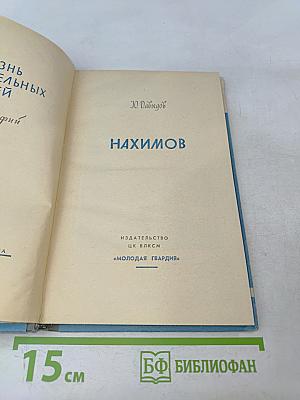 Ю. Давыдов
НАХИМОВ
ИЗДАТЕЛЬСТВО
ЦК ВЛКСМ
«МОЛОДАЯ ГВАРДИЯ»
15 см
БФ БИБЛИОФАН